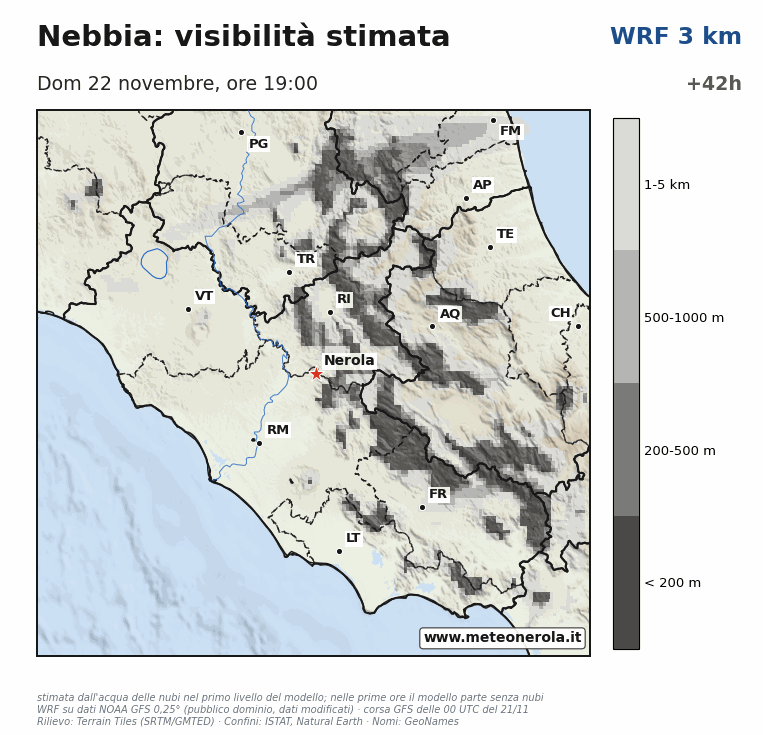 Nebbia: visibilità stimata
WRF 3 km
Dom 22 novembre, ore 19:00
+42h
FM
PG
AP
TE
TR
VT
RI
AQ
CH
Nerola
RM
FR
LT
www.meteonerola.it
1-5 km
500-1000 m
200-500 m
< 200 m
stimata dall'acqua delle nubi nel primo livello del modello; nelle prime ore il modello parte senza nubi
WRF su dati NOAA GFS 0,25° (pubblico dominio, dati modificati) · corsa GFS delle 00 UTC del 21/11
Rilievo: Terrain Tiles (SRTM/GMTED) · Confini: ISTAT, Natural Earth · Nomi: GeoNames